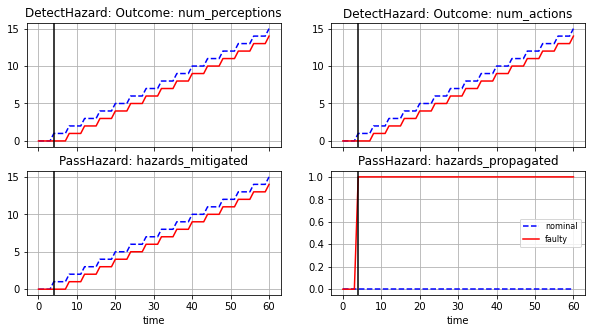 DetectHazard: Outcome: num_perceptions
DetectHazard: Outcome: num_actions
15
10
5
0
15
10
5
0
PassHazard: hazards_mitigated
PassHazard: hazards_propagated
15
10
5
0
0 10 20 30 40 50 60
time
1.0
0.8
0.6
0.4
0.2
0.0
nominal
faulty
0 10 20 30 40 50 60
time